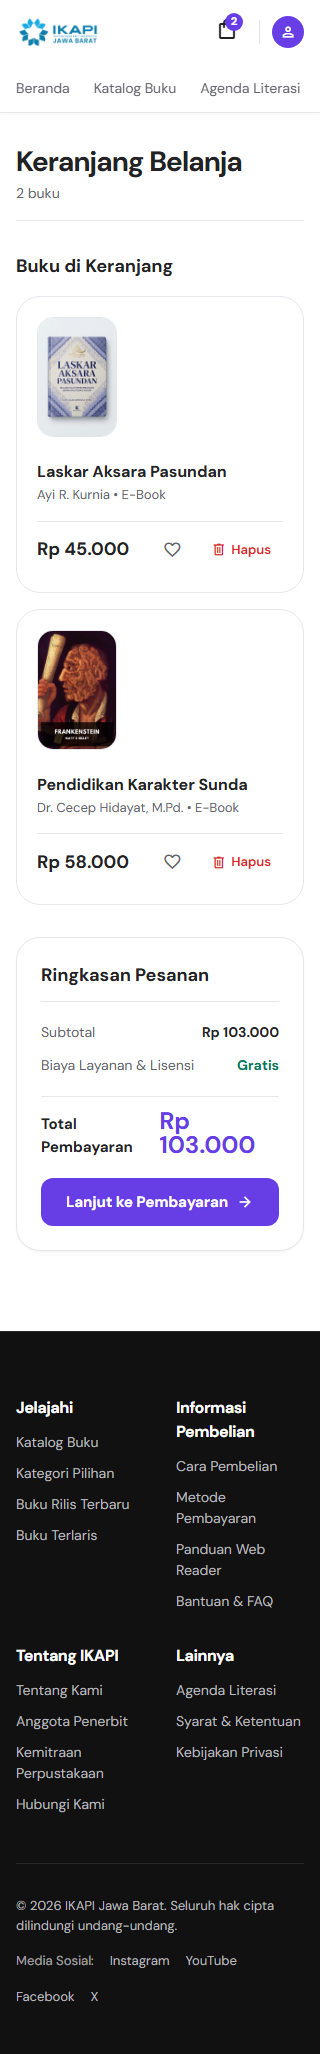 IKAPI
JAWA BARAT
2
Beranda Katalog Buku Agenda Literasi
Keranjang Belanja
2 buku
Buku di Keranjang
LASKAR
AKSARA
PASUNDAN
Laskar Aksara Pasundan
Ayi R. Kurnia • E-Book
Rp 45.000 Hapus
FRANKENSTEIN
Pendidikan Karakter Sunda
Dr. Cecep Hidayat, M.Pd. • E-Book
Rp 58.000 Hapus
Ringkasan Pesanan
Subtotal Rp 103.000
Biaya Layanan & Lisensi Gratis
Total
Pembayaran
Rp
103.000
Lanjut ke Pembayaran →
Jelajahi
Katalog Buku
Kategori Pilihan
Buku Rilis Terbaru
Buku Terlaris
Informasi
Pembelian
Cara Pembelian
Metode
Pembayaran
Panduan Web
Reader
Bantuan & FAQ
Tentang IKAPI
Tentang Kami
Anggota Penerbit
Kemitraan
Perpustakaan
Hubungi Kami
Lainnya
Agenda Literasi
Syarat & Ketentuan
Kebijakan Privasi
© 2026 IKAPI Jawa Barat. Seluruh hak cipta
dilindungi undang-undang.
Media Sosial: Instagram YouTube
Facebook X